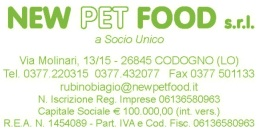 NEW PET FOOD s.r.l.
a Socio Unico
Via Molinari, 13/15 - 26845 CODOGNO (LO)
Tel. 0377.220315  0377.432077  Fax 0377 501133
rubinobiagio@newpetfood.it
N. Iscrizione Reg. Imprese 06136580963
Capitale Sociale € 100.000,00 (int. vers.)
R.E.A. N. 1454089 - Part. IVA e Cod. Fisc. 06136580963